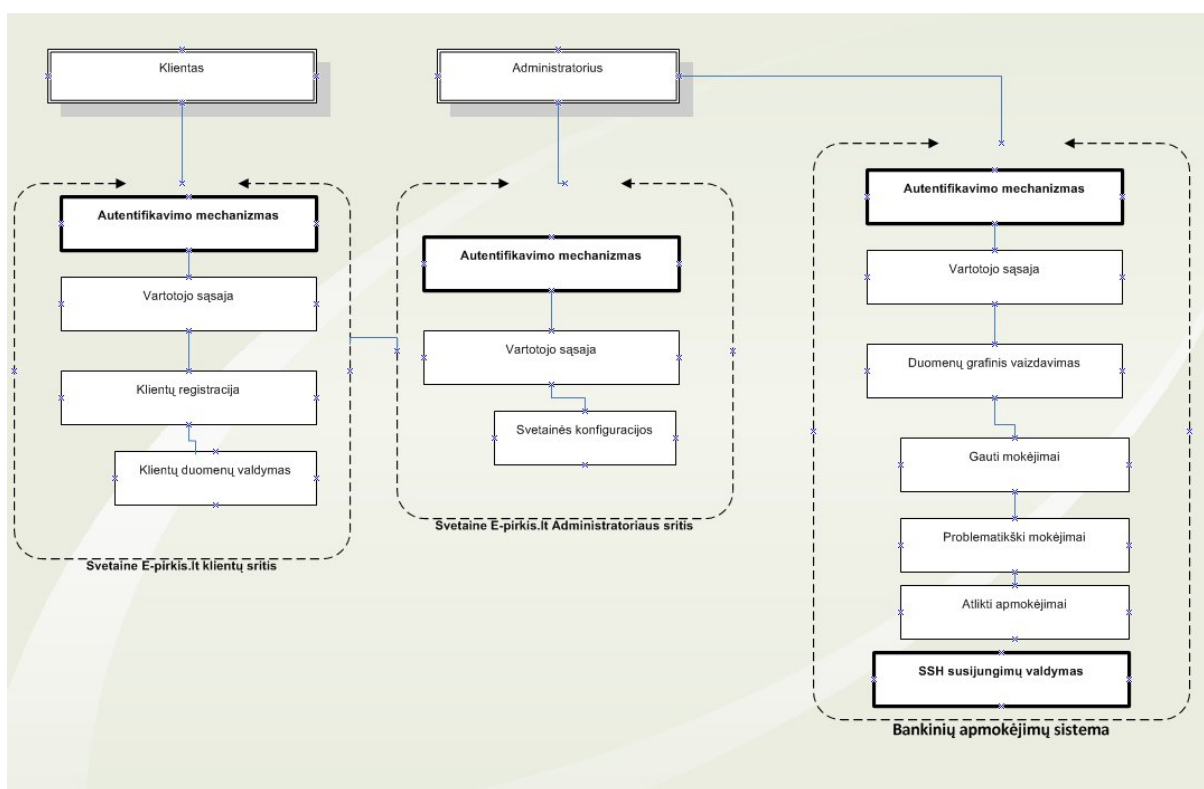 Klientas
Administratorius
Autentifikavimo mechanizmas
Vartotojo sąsaja
Klientų registracija
Klientų duomenų valdymas
Svetaine E-pirkis.lt klientų sritis
Autentifikavimo mechanizmas
Vartotojo sąsaja
Svetainės konfiguracijos
Svetaine E-pirkis.lt Administratoriaus sritis
Autentifikavimo mechanizmas
Vartotojo sąsaja
Duomenų grafinis vaizdavimas
Gauti mokėjimai
Problematikški mokėjimai
Atlikti apmokėjimai
SSH susijungimų valdymas
Bankinių apmokėjimų sistema